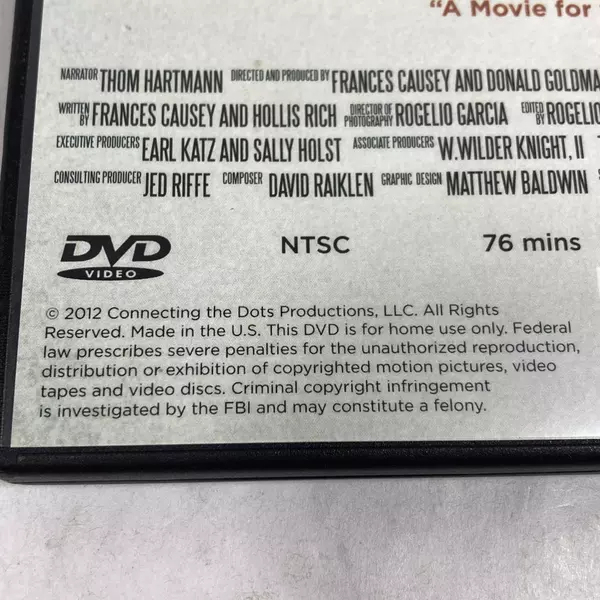 "A Movie for
NARRATOR THOM HARTMANN DIRECTED AND PRODUCED BY FRANCES CAUSEY AND DONALD GOLDMA
WRITTEN BY FRANCES CAUSEY AND HOLLIS RICH DIRECTOR OF PHOTOGRAPHY ROGELIO GARCIA EDITED BY ROGELIO
EXECUTIVE PRODUCERS EARL KATZ AND SALLY HOLST ASSOCIATE PRODUCERS W.WILDER KNIGHT, II
CONSULTING PRODUCER JED RIFFE COMPOSER DAVID RAIKLEN GRAPHIC DESIGN MATTHEW BALDWIN
DVD VIDEO NTSC 76 mins
© 2012 Connecting the Dots Productions, LLC. All Rights
Reserved. Made in the U.S. This DVD is for home use only. Federal
law prescribes severe penalties for the unauthorized reproduction,
distribution or exhibition of copyrighted motion pictures, video
tapes and video discs. Criminal copyright infringement
is investigated by the FBI and may constitute a felony.